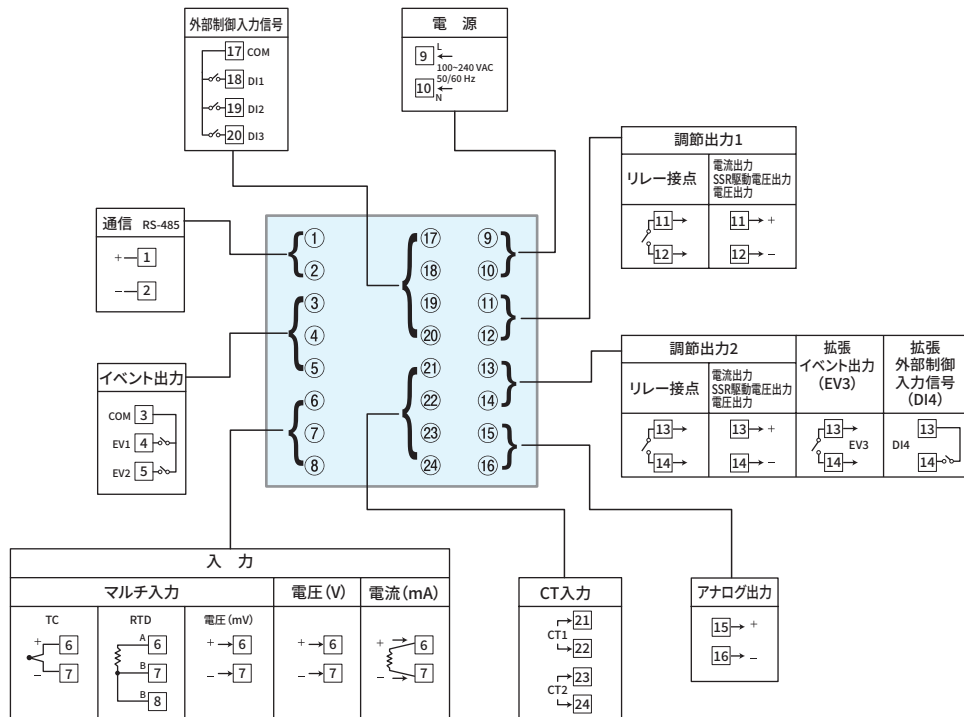 外部制御入力信号
17 COM
18 DI1
19 DI2
20 DI3
電 源
9 L
100~240 VAC
50/60 Hz
10 N
通信 RS-485
+ 1
- 2
イベント出力
COM 3
EV1 4
EV2 5
① ⑰ ⑨
② ⑱ ⑩
③ ⑲ ⑪
④ ⑳ ⑫
⑤ ㉑ ⑬
⑥ ㉒ ⑭
⑦ ㉓ ⑮
⑧ ㉔ ⑯
調節出力1
リレー接点
11
12
電流出力
SSR駆動電圧出力
電圧出力
11 +
12 -
調節出力2
リレー接点
13
14
電流出力
SSR駆動電圧出力
電圧出力
13 +
14 -
拡張
イベント出力
(EV3)
13
EV3
14
拡張
外部制御
入力信号
(DI4)
13
DI4
14
入 力
マルチ入力
TC
+ 6
- 7
RTD
A 6
B 7
B 8
電圧(mV)
+ 6
- 7
電圧(V)
+ 6
- 7
電流(mA)
+ 6
- 7
CT入力
21
CT1
22
23
CT2
24
アナログ出力
15 +
16 -